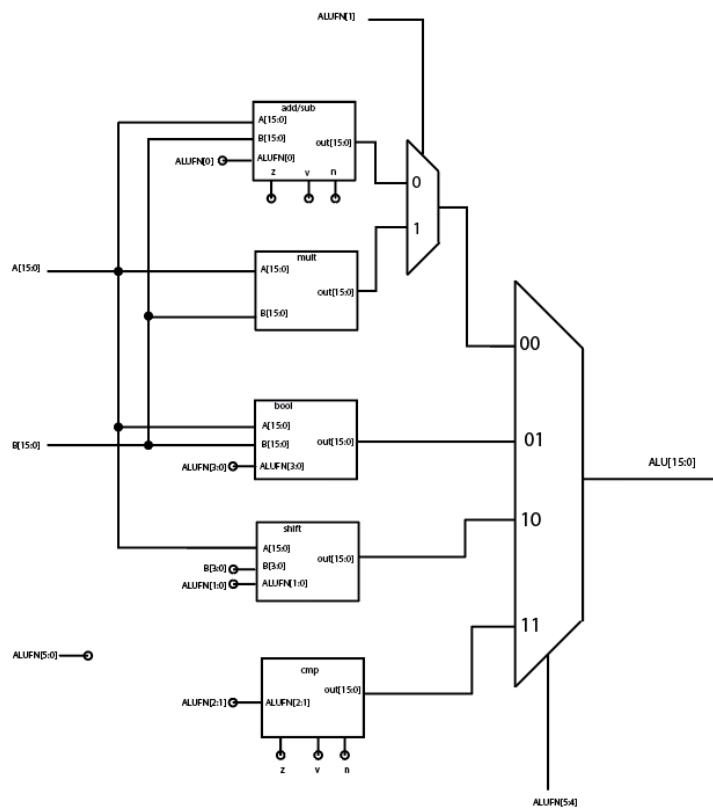 ALUFN[1]
add/sub
A[15:0]
B[15:0]
out[15:0]
ALUFN[0]
ALUFN[0]
z
v
n
0
1
mult
A[15:0]
A[15:0]
out[15:0]
B[15:0]
00
bool
A[15:0]
B[15:0]
B[15:0]
out[15:0]
01
ALUFN[3:0]
ALUFN[3:0]
ALU[15:0]
shift
10
A[15:0]
out[15:0]
B[3:0]
B[3:0]
ALUFN[1:0]
ALUFN[1:0]
11
ALUFN[5:0]
cmp
out[15:0]
ALUFN[2:1]
ALUFN[2:1]
z
v
n
ALUFN[5:4]